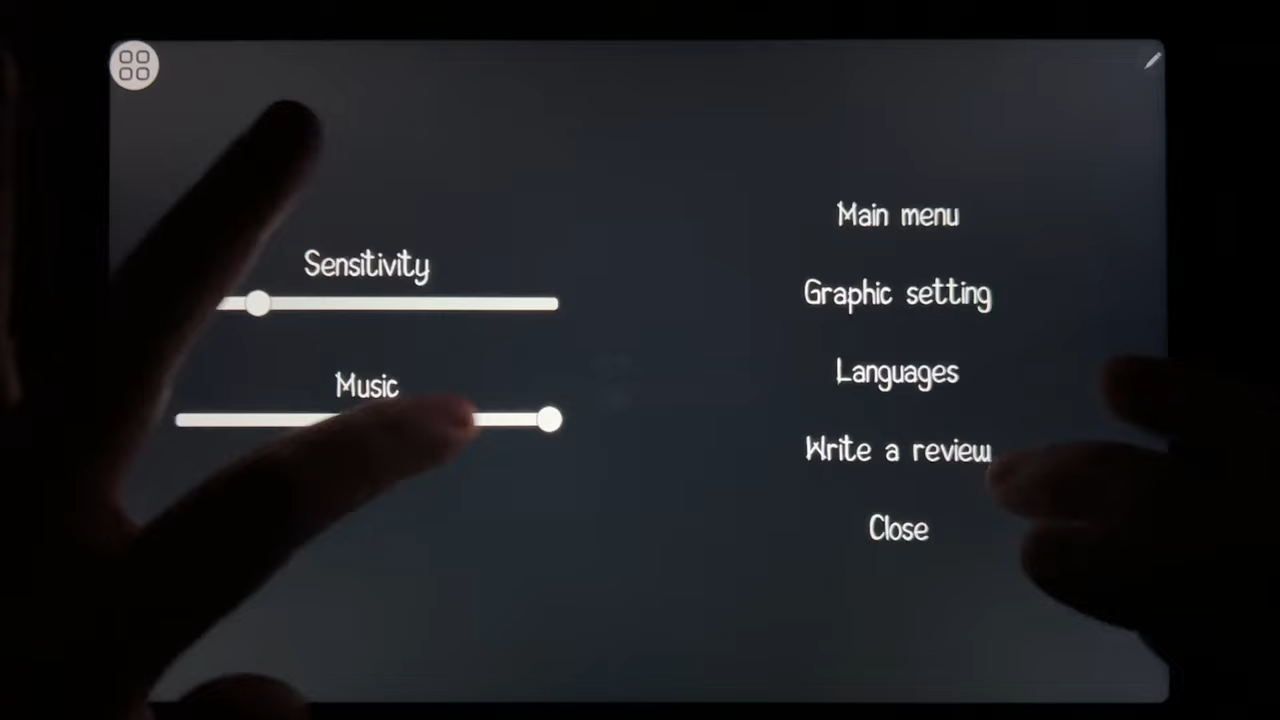 Sensitivity
Music
Main menu
Graphic setting
Languages
Write a review
Close